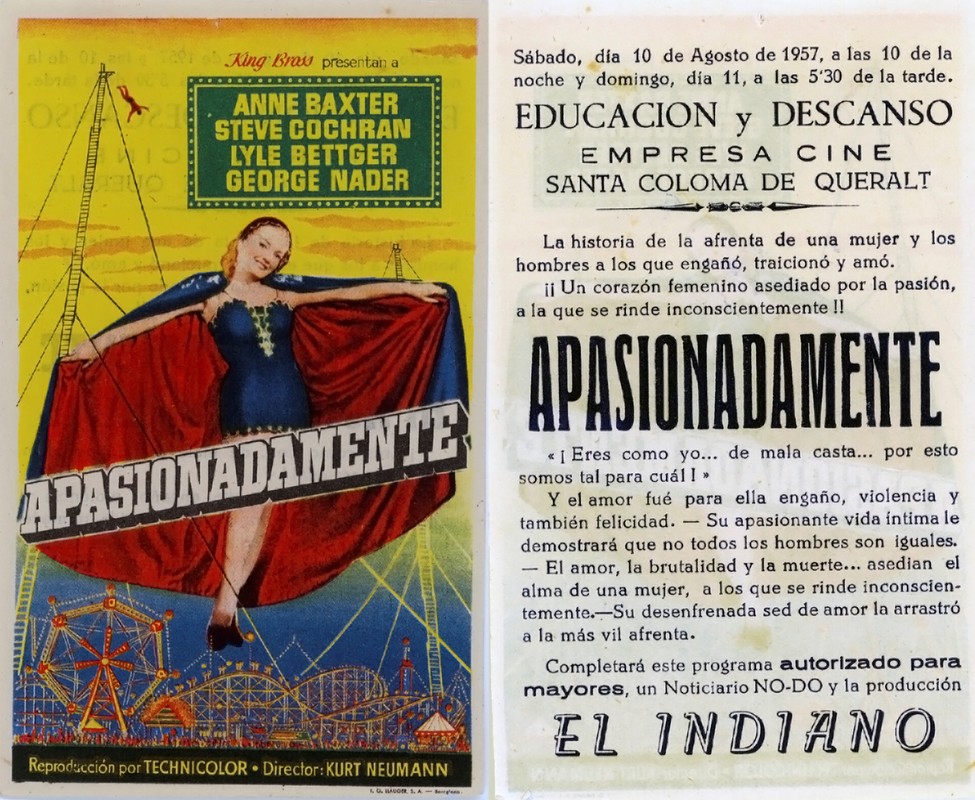 King Bross presentan a
ANNE BAXTER
STEVE COCHRAN
LYLE BETTGER
GEORGE NADER
APASIONADAMENTE
Reproducción por TECHNICOLOR • Director: KURT NEUMANN
Sábado, día 10 de Agosto de 1957, a las 10 de la
noche y domingo, día 11, a las 5'30 de la tarde.
EDUCACION y DESCANSO
EMPRESA CINE
SANTA COLOMA DE QUERALT
La historia de la afrenta de una mujer y los
hombres a los que engañó, traicionó y amó.
¡¡ Un corazón femenino asediado por la pasión,
a la que se rinde inconscientemente !!
APASIONADAMENTE
« ¡ Eres como yo... de mala casta... por esto
somos tal para cuál ! »
Y el amor fué para ella engaño, violencia y
también felicidad. — Su apasionante vida íntima le
demostrará que no todos los hombres son iguales.
— El amor, la brutalidad y la muerte... asedian el
alma de una mujer, a los que se rinde inconscien-
temente.—Su desenfrenada sed de amor la arrastró
a la más vil afrenta.
Completará este programa autorizado para
mayores, un Noticiario NO-DO y la producción
EL INDIANO